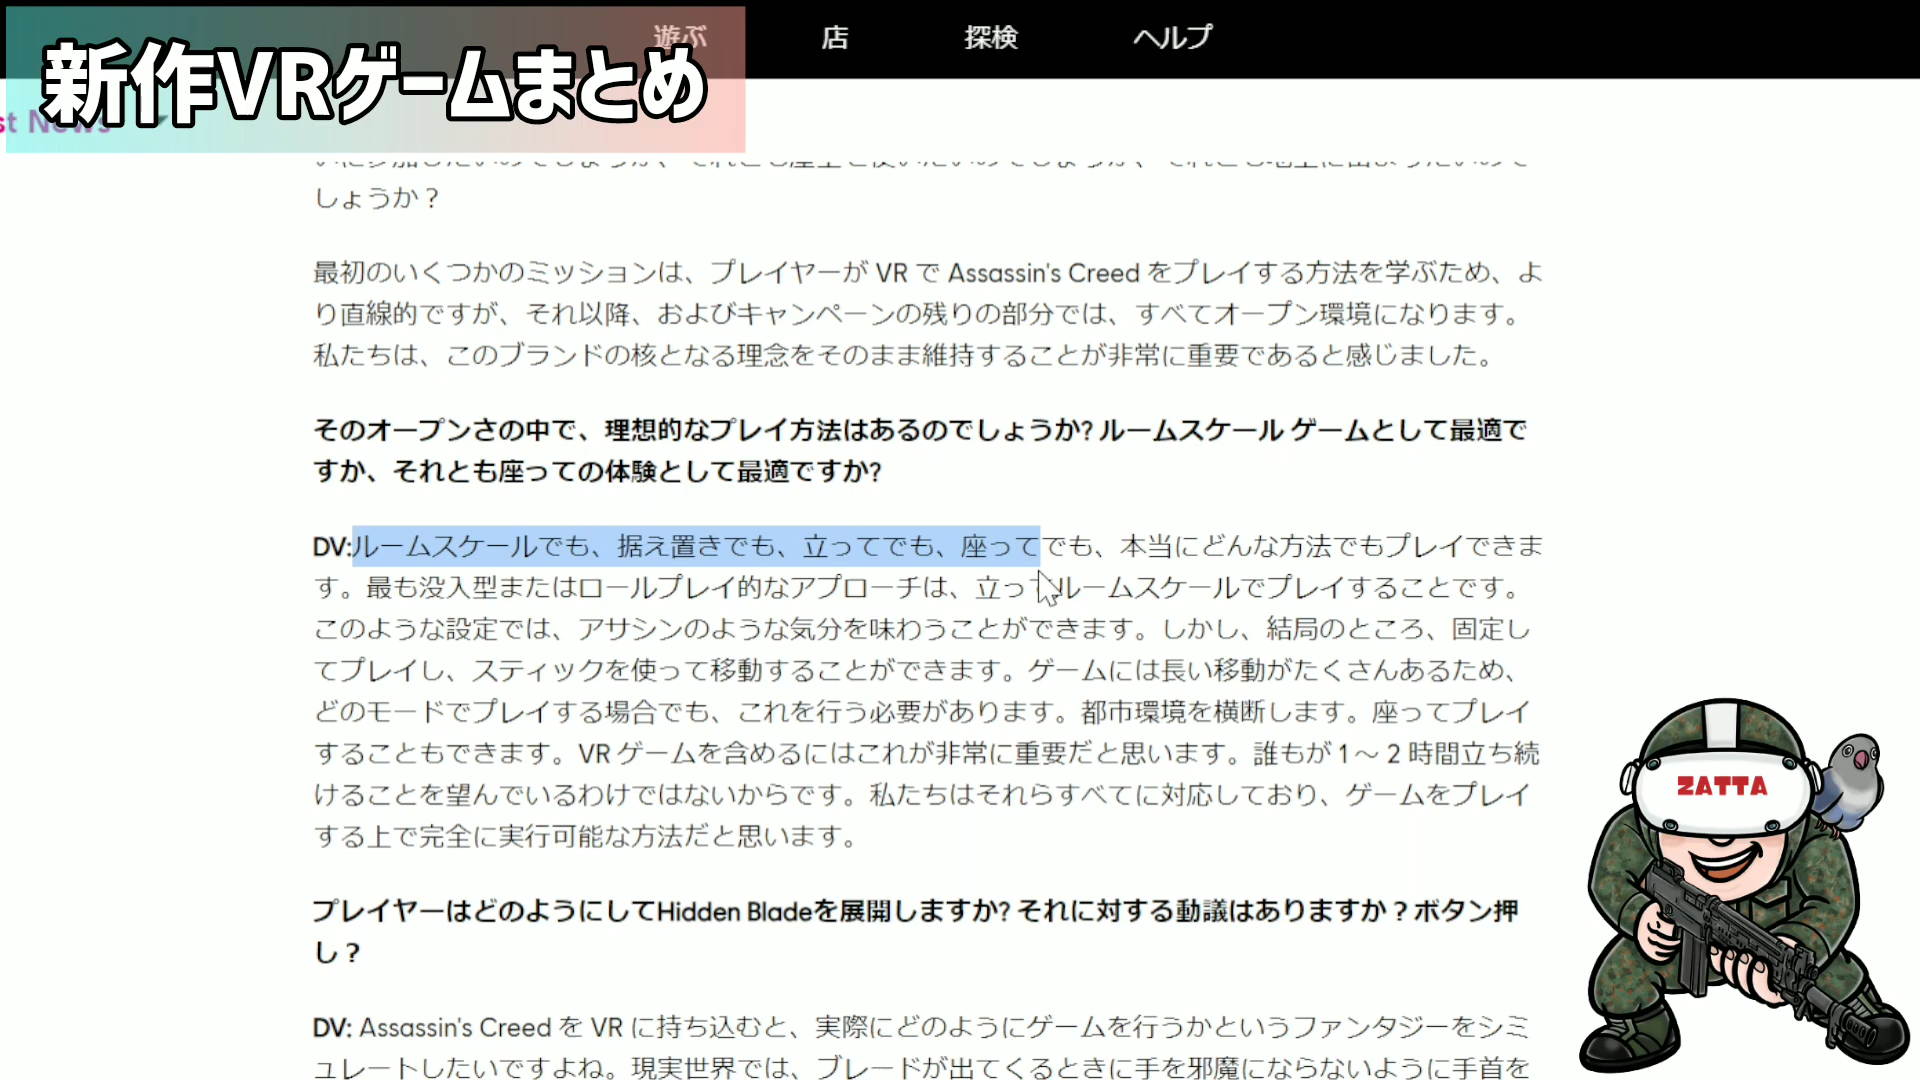 遊ぶ 店 探検 ヘルプ
新作VRゲームまとめ
st News
しょうか？
最初のいくつかのミッションは、プレイヤーが VR で Assassin's Creed をプレイする方法を学ぶため、よ
り直線的ですが、それ以降、およびキャンペーンの残りの部分では、すべてオープン環境になります。
私たちは、このブランドの核となる理念をそのまま維持することが非常に重要であると感じました。
そのオープンさの中で、理想的なプレイ方法はあるのでしょうか? ルームスケール ゲームとして最適で
すか、それとも座っての体験として最適ですか?
DV:ルームスケールでも、据え置きでも、立ってでも、座ってでも、本当にどんな方法でもプレイできま
す。最も没入型またはロールプレイ的なアプローチは、立ってルームスケールでプレイすることです。
このような設定では、アサシンのような気分を味わうことができます。しかし、結局のところ、固定し
てプレイし、スティックを使って移動することができます。ゲームには長い移動がたくさんあるため、
どのモードでプレイする場合でも、これを行う必要があります。都市環境を横断します。座ってプレイ
することもできます。VR ゲームを含めるにはこれが非常に重要だと思います。誰もが 1 ～ 2 時間立ち続
けることを望んでいるわけではないからです。私たちはそれらすべてに対応しており、ゲームをプレイ
する上で完全に実行可能な方法だと思います。
プレイヤーはどのようにしてHidden Bladeを展開しますか? それに対する動議はありますか？ボタン押
し？
DV: Assassin's Creed を VR に持ち込むと、実際にどのようにゲームを行うかというファンタジーをシミ
ュレートしたいですよね。現実世界では、ブレードが出てくるときに手を邪魔にならないように手首を
ZATTA